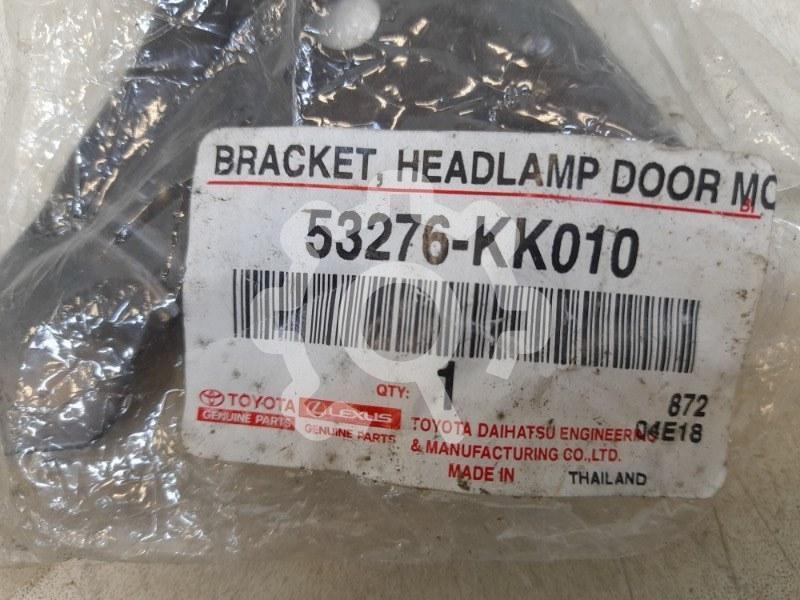 BRACKET, HEADLAMP DOOR MO
BI
53276-KK010
QTY: 1
872
04E18
TOYOTA
GENUINE PARTS
LEXUS
GENUINE PARTS
TOYOTA DAIHATSU ENGINEERING
& MANUFACTURING CO.,LTD.
MADE IN THAILAND